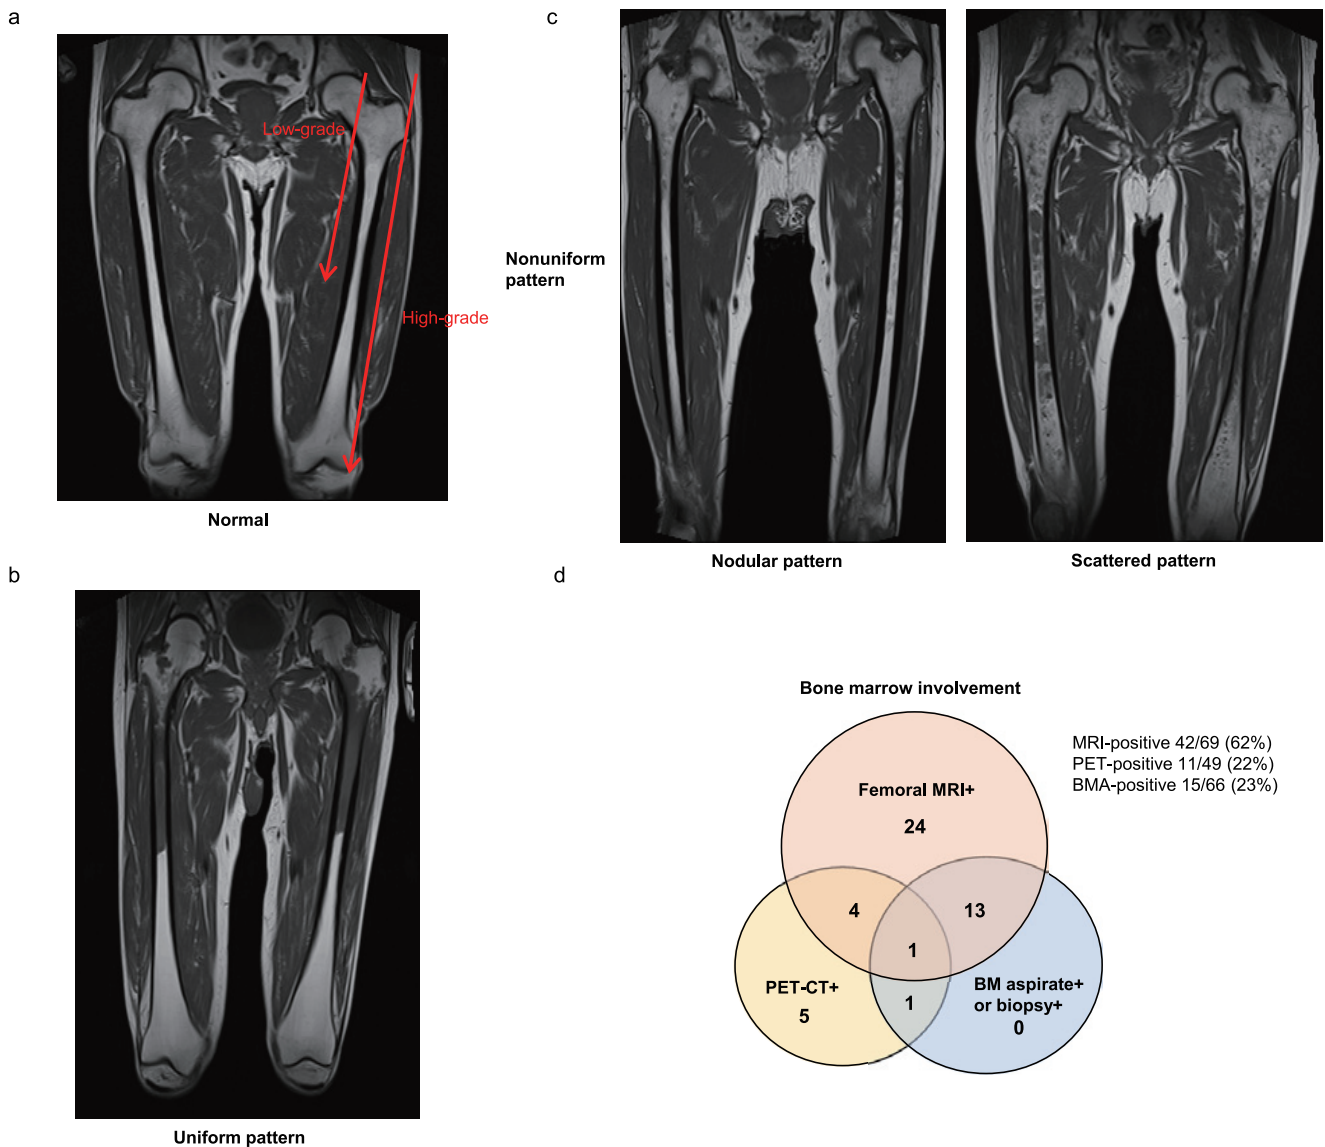 a
Low-grade
High-grade
Normal
b
Uniform pattern
c
Nonuniform
pattern
Nodular pattern
Scattered pattern
d
Bone marrow involvement
MRI-positive 42/69 (62%)
PET-positive 11/49 (22%)
BMA-positive 15/66 (23%)
Femoral MRI+
24
4
13
1
PET-CT+
5
1
BM aspirate+
or biopsy+
0